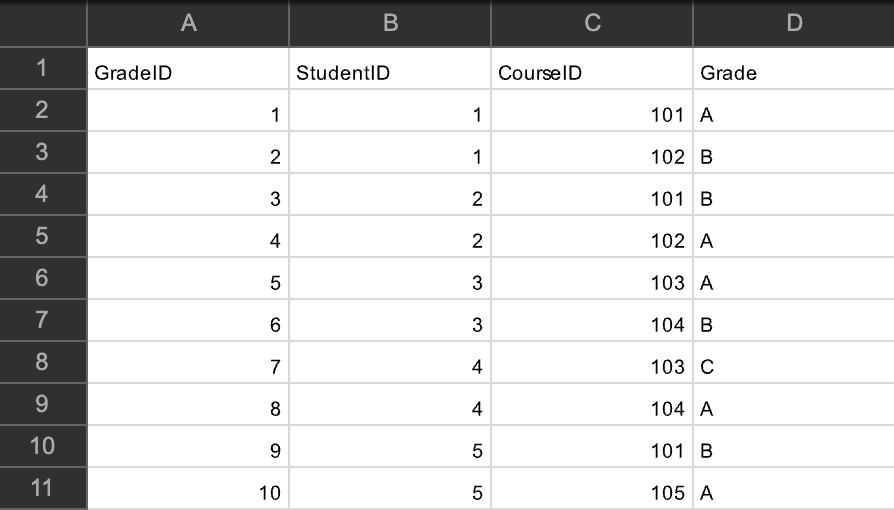 A B C D
1 GradeID StudentID CourseID Grade
2 1 1 101 A
3 2 1 102 B
4 3 2 101 B
5 4 2 102 A
6 5 3 103 A
7 6 3 104 B
8 7 4 103 C
9 8 4 104 A
10 9 5 101 B
11 10 5 105 A